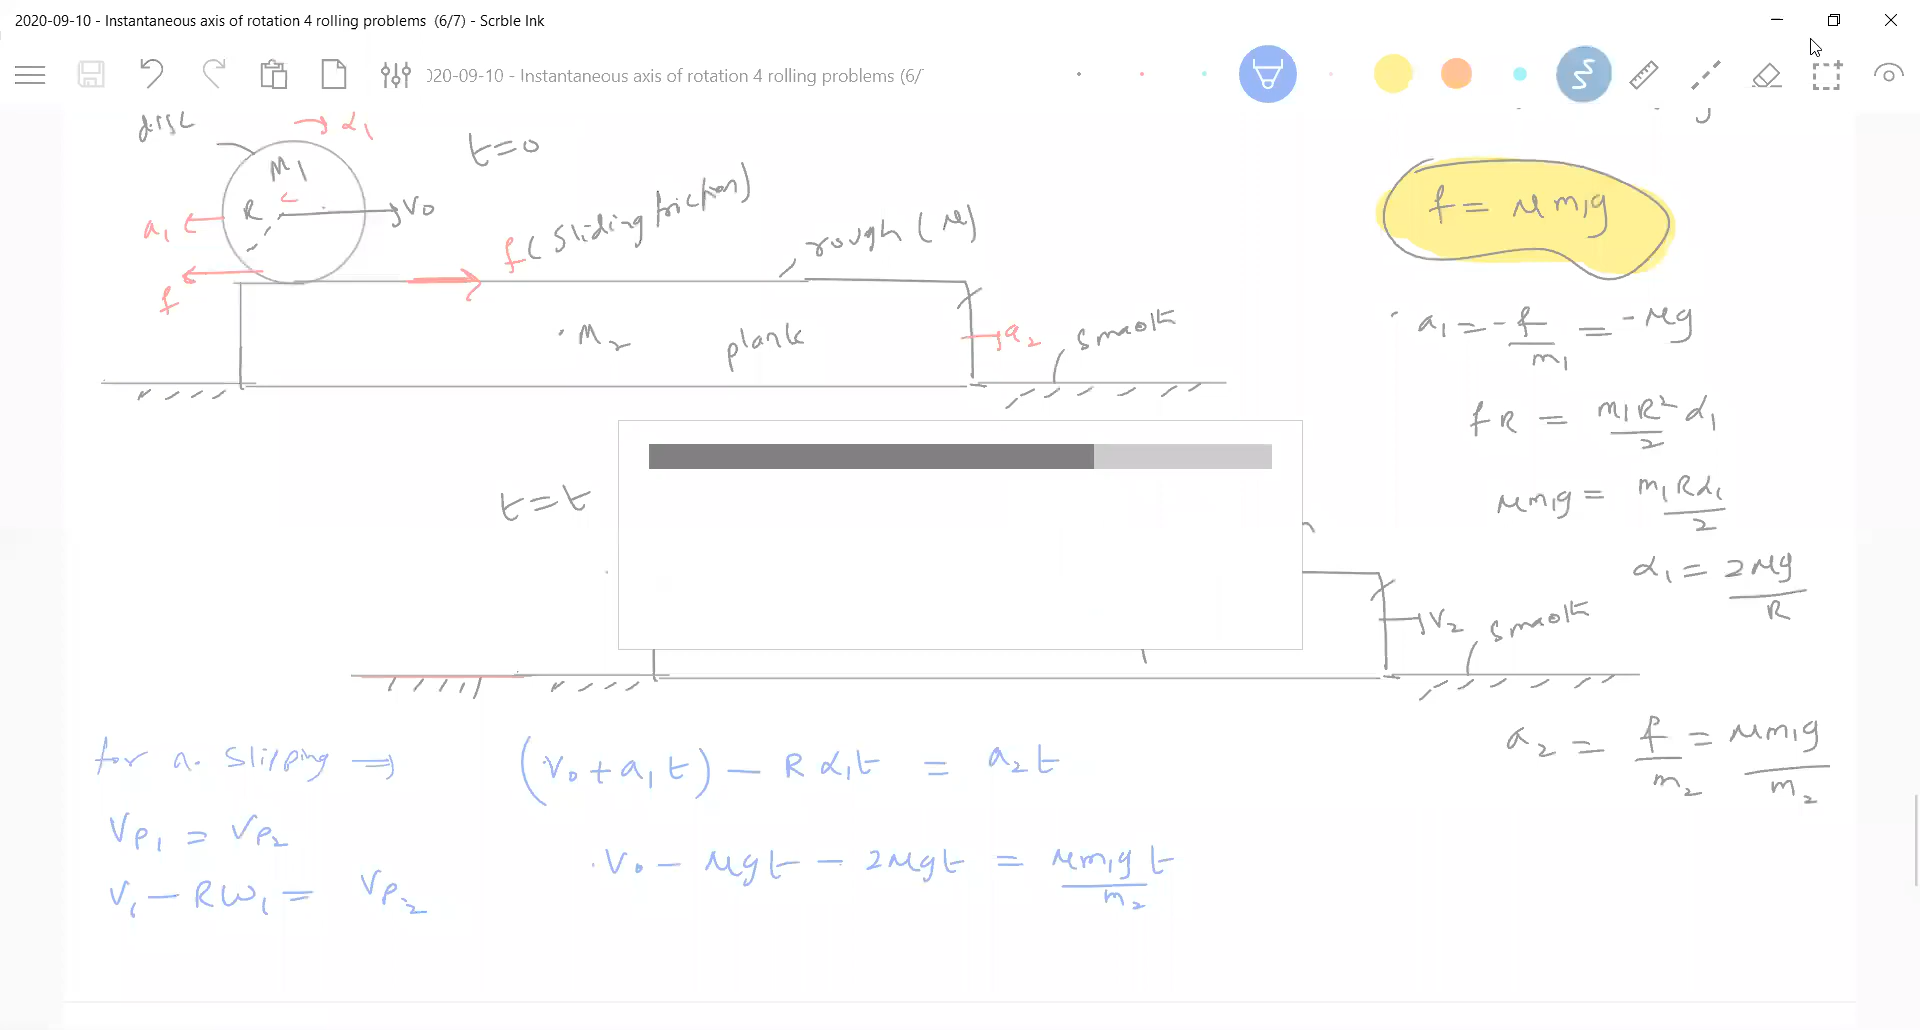 2020-09-10 - Instantaneous axis of rotation 4 rolling problems (6/7) - Scrble Ink
020-09-10 - Instantaneous axis of rotation 4 rolling problems (6/
disc
α1
t=0
M1
R
V0
a1
f
f (sliding friction)
rough (μ)
M2
plank
a2
smooth
f = μm1g
a1 = -f/m1 = -μg
fR = m1R²/2 α1
μm1g = m1Rα1/2
α1 = 2μg/R
t=t
V2
smooth
a2 = f/m2 = μm1g/m2
for n. slipping ⇒
(V0 + a1t) - Rα1t = a2t
VP1 = VP2
V0 - μgt - 2μgt = μm1g/m2 t
V1 - Rω1 = VP2